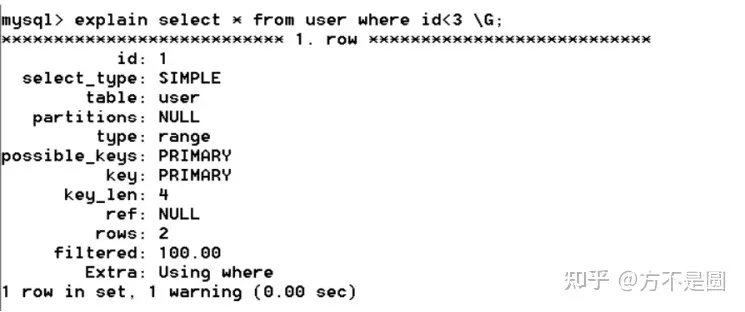 mysql> explain select * from user where id<3 \G;
*************************** 1. row ***************************
id: 1
select_type: SIMPLE
table: user
partitions: NULL
type: range
possible_keys: PRIMARY
key: PRIMARY
key_len: 4
ref: NULL
rows: 2
filtered: 100.00
Extra: Using where
1 row in set, 1 warning (0.00 sec)
知乎 @方不是圆